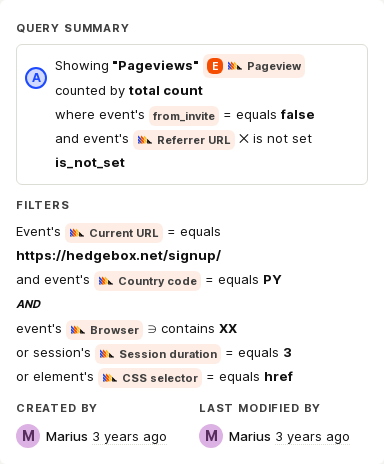 QUERY SUMMARY
A Showing "Pageviews" E Pageview
counted by total count
where event's from_invite = equals false
and event's Referrer URL ✕ is not set
is_not_set
FILTERS
Event's Current URL = equals
https://hedgebox.net/signup/
and event's Country code = equals PY
AND
event's Browser ∋ contains XX
or session's Session duration = equals 3
or element's CSS selector = equals href
CREATED BY LAST MODIFIED BY
M Marius 3 years ago M Marius 3 years ago